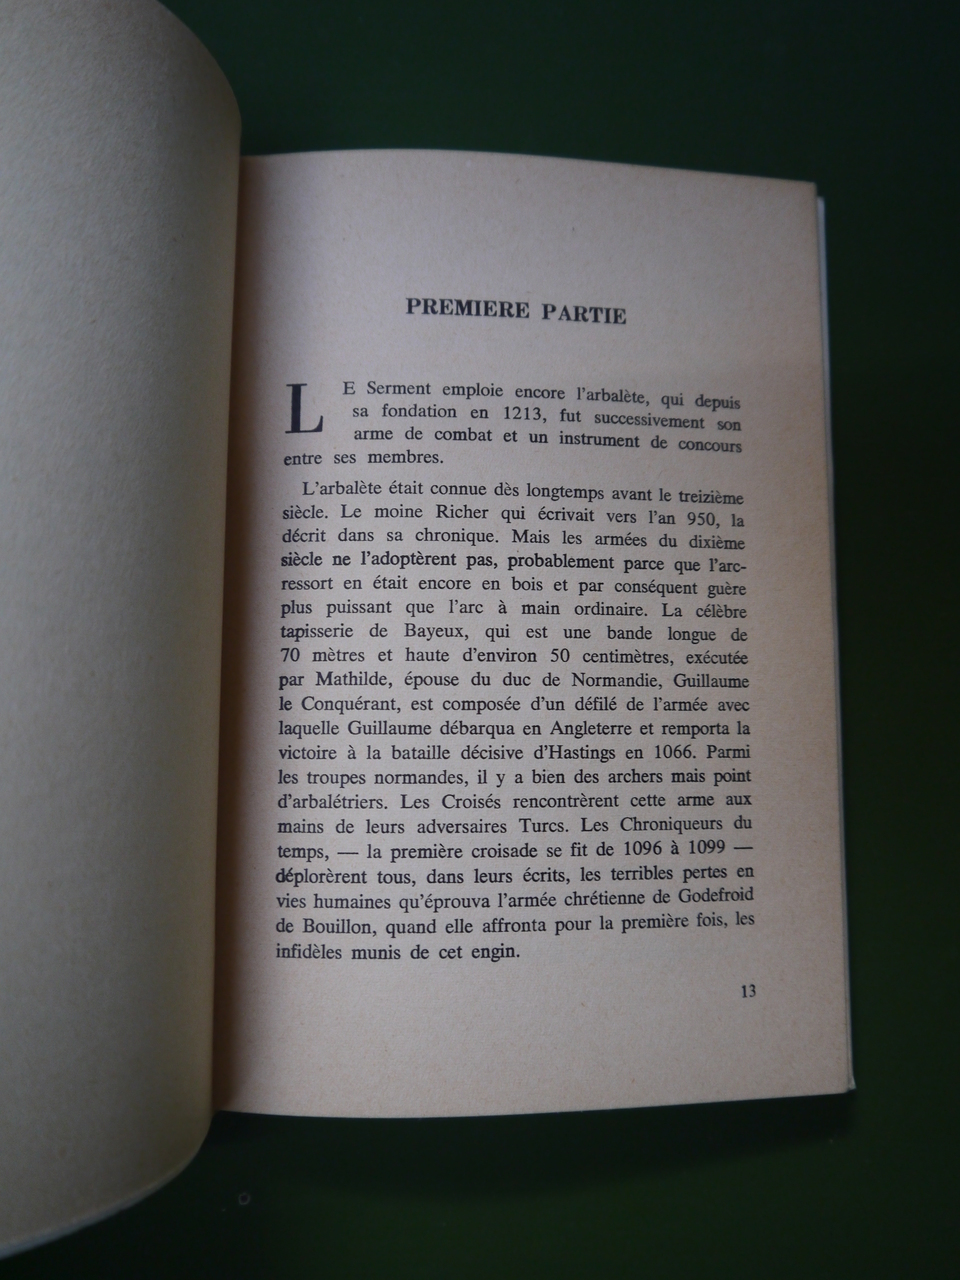 PREMIERE PARTIE
LE Serment emploie encore l'arbalète, qui depuis
sa fondation en 1213, fut successivement son
arme de combat et un instrument de concours
entre ses membres.
L'arbalète était connue dès longtemps avant le treizième
siècle. Le moine Richer qui écrivait vers l'an 950, la
décrit dans sa chronique. Mais les armées du dixième
siècle ne l'adoptèrent pas, probablement parce que l'arc-
ressort en était encore en bois et par conséquent guère
plus puissant que l'arc à main ordinaire. La célèbre
tapisserie de Bayeux, qui est une bande longue de
70 mètres et haute d'environ 50 centimètres, exécutée
par Mathilde, épouse du duc de Normandie, Guillaume
le Conquérant, est composée d'un défilé de l'armée avec
laquelle Guillaume débarqua en Angleterre et remporta la
victoire à la bataille décisive d'Hastings en 1066. Parmi
les troupes normandes, il y a bien des archers mais point
d'arbalétriers. Les Croisés rencontrèrent cette arme aux
mains de leurs adversaires Turcs. Les Chroniqueurs du
temps, — la première croisade se fit de 1096 à 1099 —
déplorèrent tous, dans leurs écrits, les terribles pertes en
vies humaines qu'éprouva l'armée chrétienne de Godefroid
de Bouillon, quand elle affronta pour la première fois, les
infidèles munis de cet engin.
13